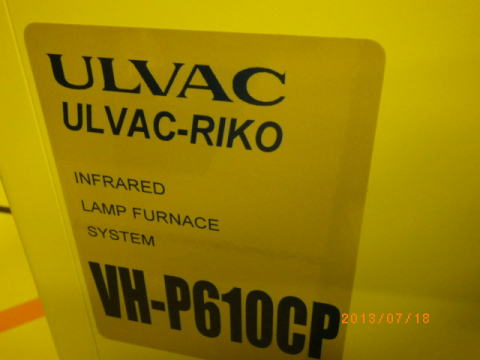 ULVAC
ULVAC-RIKO
INFRARED
LAMP FURNACE
SYSTEM
VH-P610CP
2013/07/18